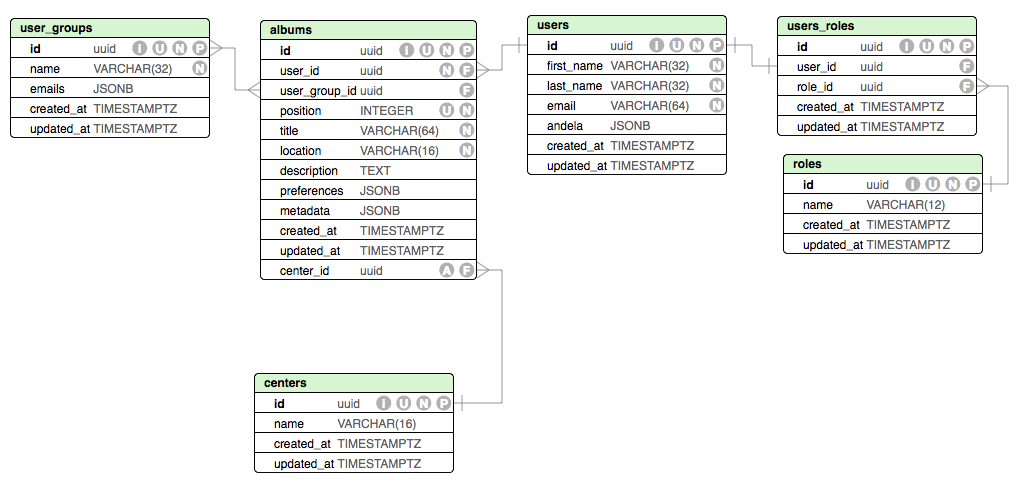 user_groups
id uuid I U N P
name VARCHAR(32) N
emails JSONB
created_at TIMESTAMPTZ
updated_at TIMESTAMPTZ
albums
id uuid I U N P
user_id uuid N F
user_group_id uuid F
position INTEGER U N
title VARCHAR(64) N
location VARCHAR(16) N
description TEXT
preferences JSONB
metadata JSONB
created_at TIMESTAMPTZ
updated_at TIMESTAMPTZ
center_id uuid A F
users
id uuid I U N P
first_name VARCHAR(32) N
last_name VARCHAR(32) N
email VARCHAR(64) N
andela JSONB
created_at TIMESTAMPTZ
updated_at TIMESTAMPTZ
users_roles
id uuid I U N P
user_id uuid F
role_id uuid F
created_at TIMESTAMPTZ
updated_at TIMESTAMPTZ
roles
id uuid I U N P
name VARCHAR(12)
created_at TIMESTAMPTZ
updated_at TIMESTAMPTZ
centers
id uuid I U N P
name VARCHAR(16)
created_at TIMESTAMPTZ
updated_at TIMESTAMPTZ